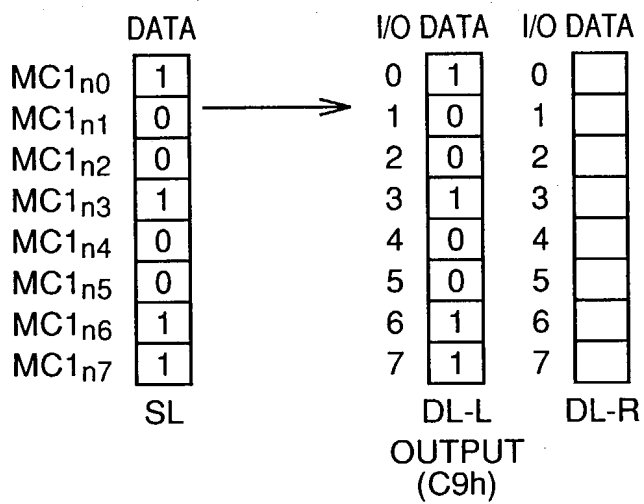 DATA I/O DATA I/O DATA
MC1n0 1 0 1 0
MC1n1 0 1 0 1
MC1n2 0 2 0 2
MC1n3 1 3 1 3
MC1n4 0 4 0 4
MC1n5 0 5 0 5
MC1n6 1 6 1 6
MC1n7 1 7 1 7
SL DL-L DL-R
OUTPUT
(C9h)